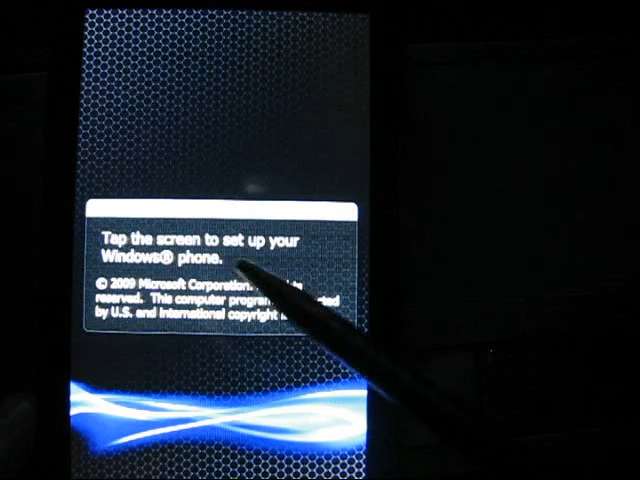 Tap the screen to set up your
Windows® phone.
© 2009 Microsoft Corporation.
reserved. This computer program
by U.S. and international copyright